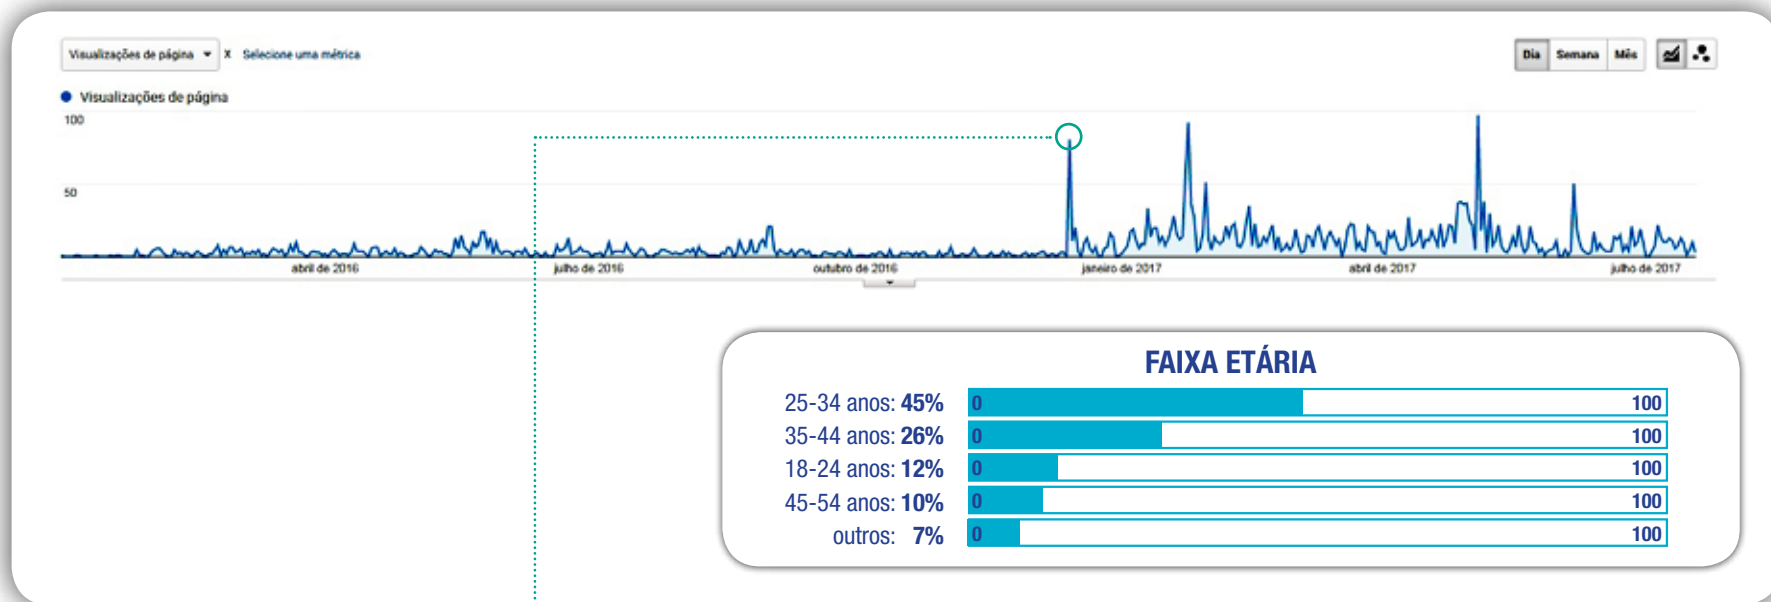 Visualizações de página X Selecione uma métrica
Dia Semana Mês
Visualizações de página
100
50
abril de 2016 julho de 2016 outubro de 2016 janeiro de 2017 abril de 2017 julho de 2017
FAIXA ETÁRIA
25-34 anos: 45% 0 100
35-44 anos: 26% 0 100
18-24 anos: 12% 0 100
45-54 anos: 10% 0 100
outros: 7% 0 100